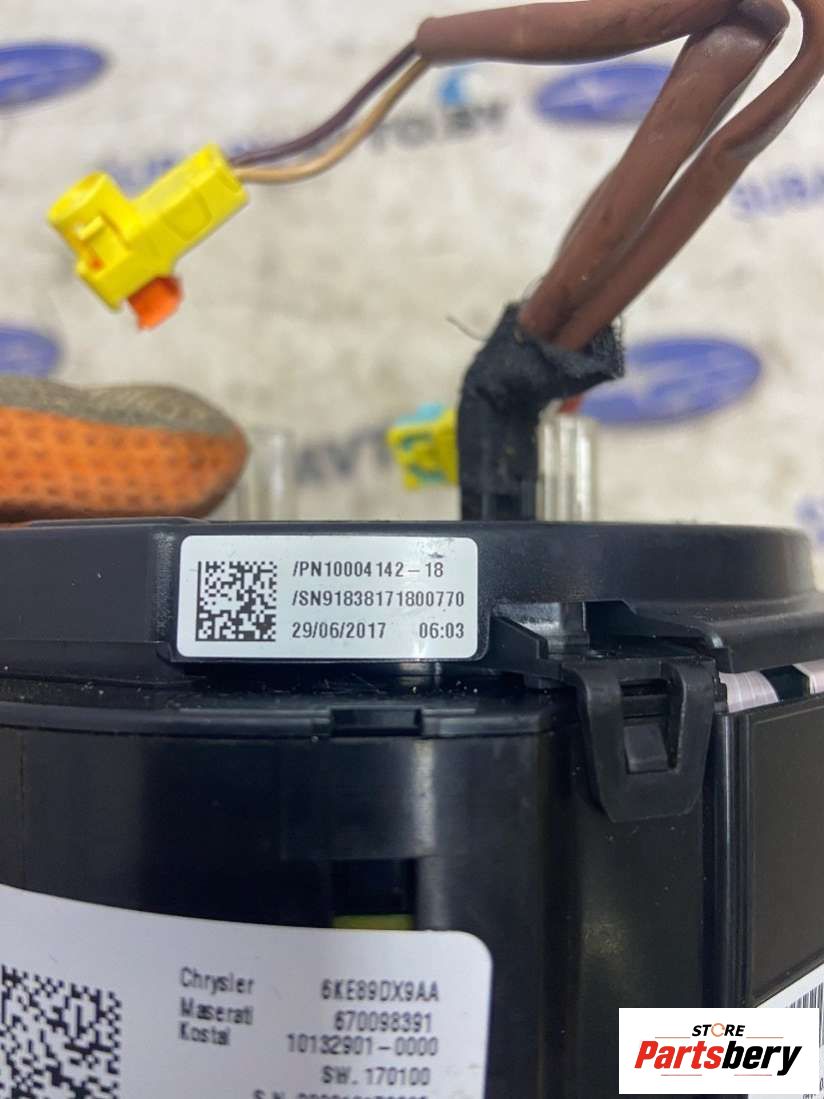 /PN10004142-18
/SN91838171800770
29/06/2017 06:03
Chrysler 6KE89DX9AA
Maserati 670098391
Kostal 10132901-0000
SW. 170100
STORE
Partsbery